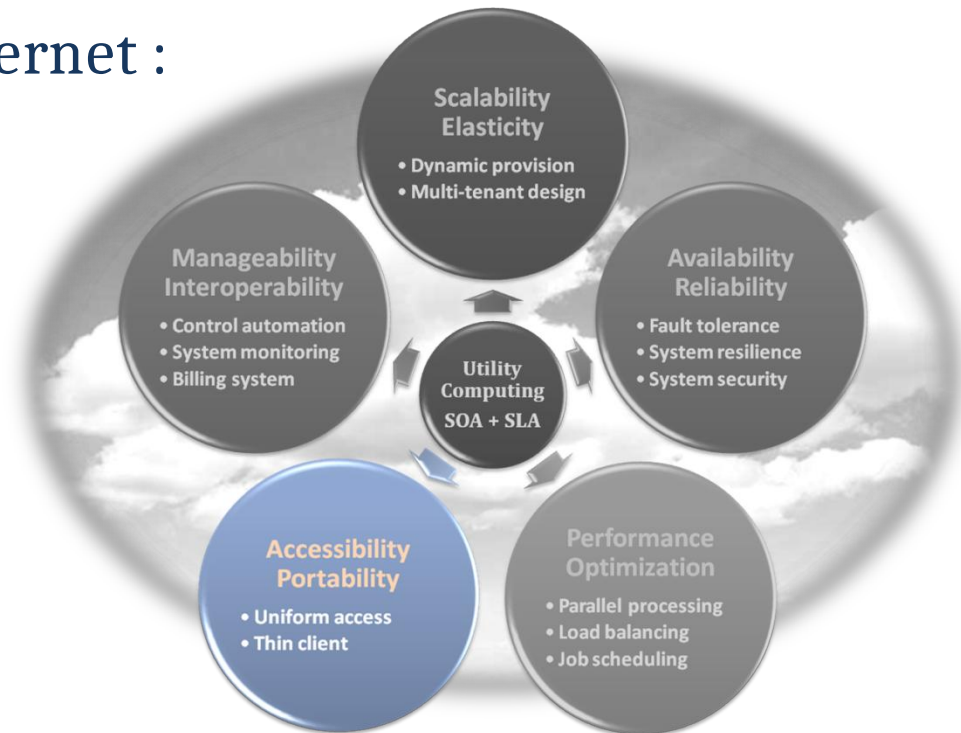 ernet :
Scalability
Elasticity
• Dynamic provision
• Multi-tenant design
Manageability
Interoperability
• Control automation
• System monitoring
• Billing system
Availability
Reliability
• Fault tolerance
• System resilience
• System security
Utility
Computing
SOA + SLA
Accessibility
Portability
• Uniform access
• Thin client
Performance
Optimization
• Parallel processing
• Load balancing
• Job scheduling